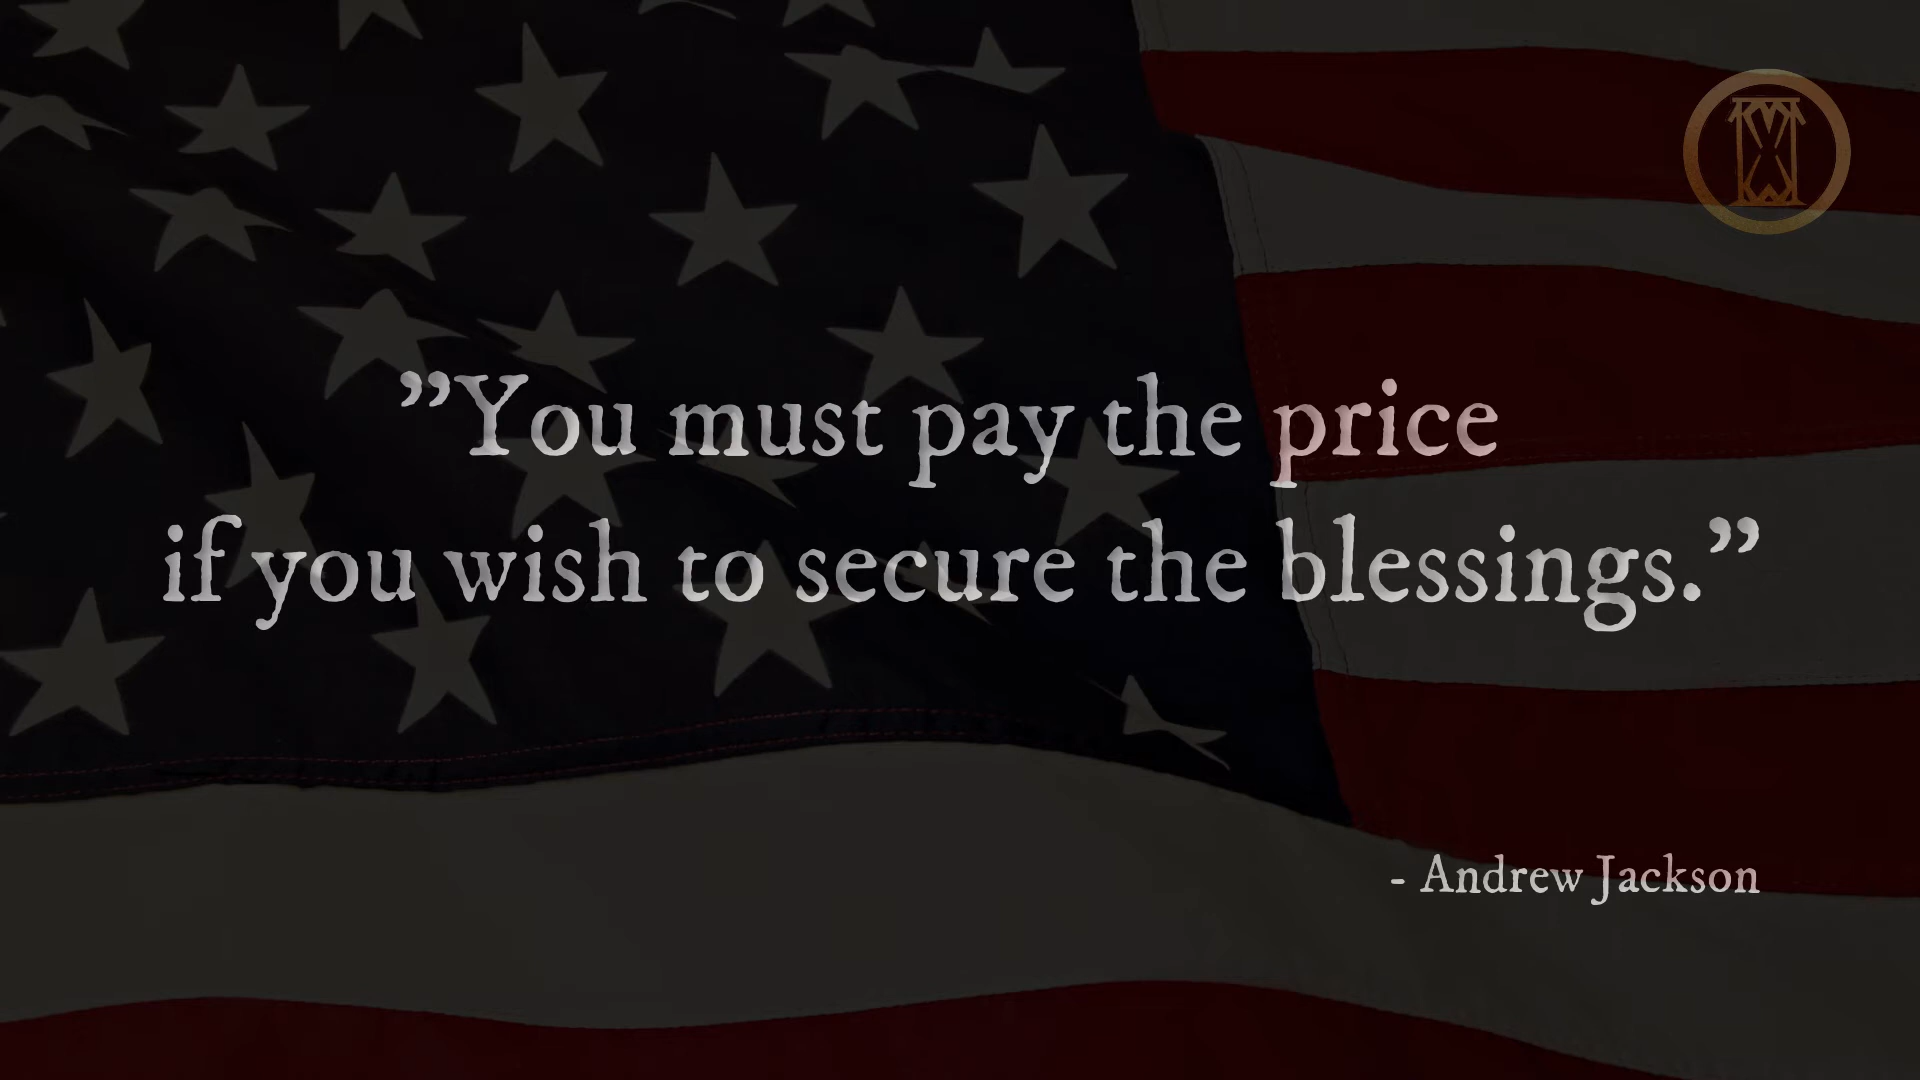 ”You must pay the price
if you wish to secure the blessings.”
- Andrew Jackson